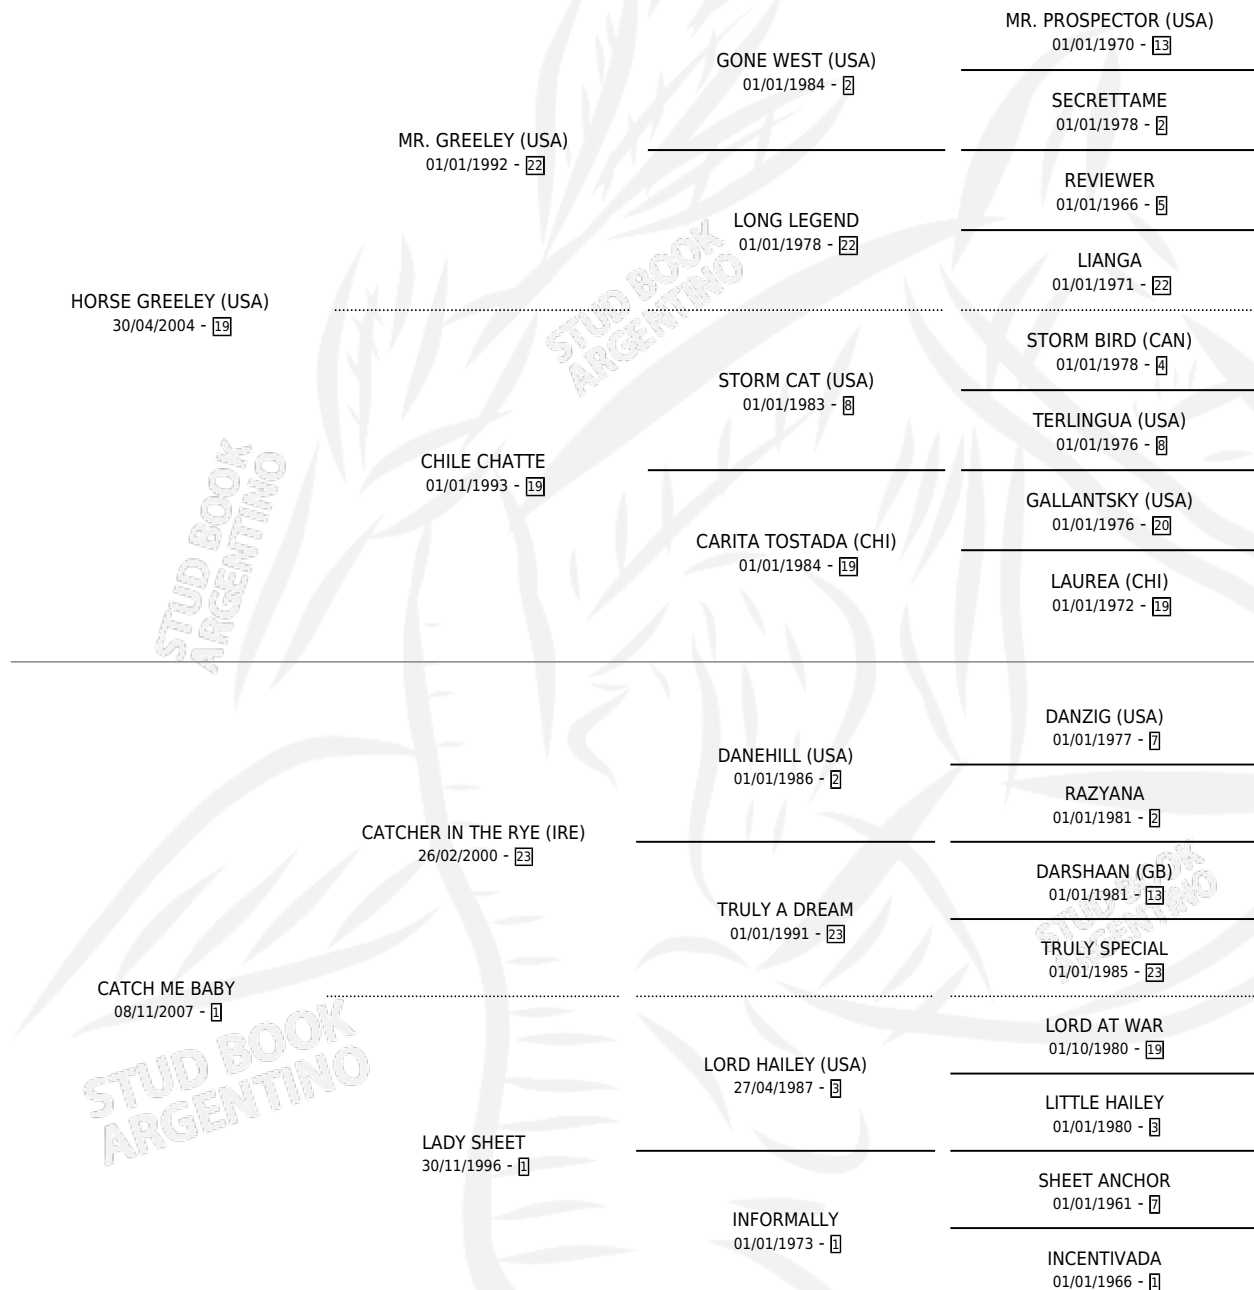 MR. PROSPECTOR (USA)
01/01/1970 - 13
GONE WEST (USA)
01/01/1984 - 2
SECRETTAME
01/01/1978 - 2
MR. GREELEY (USA)
01/01/1992 - 22
REVIEWER
01/01/1966 - 5
LONG LEGEND
01/01/1978 - 22
LIANGA
01/01/1971 - 22
HORSE GREELEY (USA)
30/04/2004 - 19
STORM BIRD (CAN)
01/01/1978 - 4
STORM CAT (USA)
01/01/1983 - 8
TERLINGUA (USA)
01/01/1976 - 8
CHILE CHATTE
01/01/1993 - 19
GALLANTSKY (USA)
01/01/1976 - 20
CARITA TOSTADA (CHI)
01/01/1984 - 19
LAUREA (CHI)
01/01/1972 - 19
STUD BOOK
ARGENTINO
STUD BOOK
ARGENTINO
DANZIG (USA)
01/01/1977 - 7
DANEHILL (USA)
01/01/1986 - 2
RAZYANA
01/01/1981 - 2
CATCHER IN THE RYE (IRE)
26/02/2000 - 23
DARSHAAN (GB)
01/01/1981 - 13
TRULY A DREAM
01/01/1991 - 23
TRULY SPECIAL
01/01/1985 - 23
STUD BOOK
ARGENTINO
CATCH ME BABY
08/11/2007 - 1
LORD AT WAR
01/10/1980 - 19
LORD HAILEY (USA)
27/04/1987 - 3
LITTLE HAILEY
01/01/1980 - 3
LADY SHEET
30/11/1996 - 1
SHEET ANCHOR
01/01/1961 - 7
INFORMALLY
01/01/1973 - 1
INCENTIVADA
01/01/1966 - 1
STUD BOOK
ARGENTINO